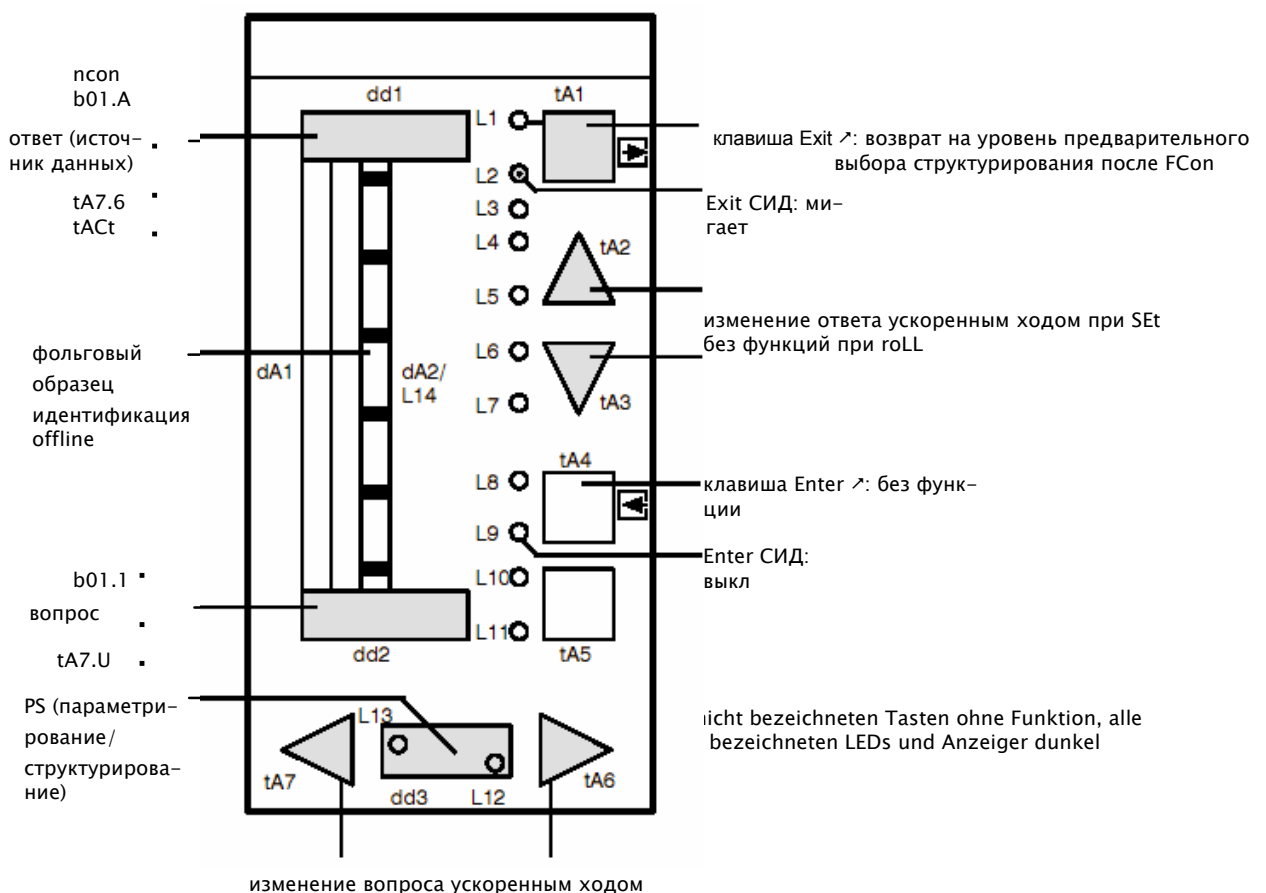 ncon
b01.A
ответ (источ-
ник данных)
tA7.6
tACt
фольговый
образец
идентификация
offline
b01.1
вопрос
tA7.U
PS (параметри-
рование/
структурирова-
ние)
dd1
tA1
L1
L2
L3
L4
tA2
L5
L6
dA1
dA2/
L14
L7
tA3
tA4
L8
L9
L10
L11
dd2
tA5
L13
tA7
dd3
L12
tA6
клавиша Exit ↗: возврат на уровень предварительного
выбора структурирования после FCon
Exit СИД: ми-
гает
изменение ответа ускоренным ходом при SEt
без функций при roLL
клавиша Enter ↗: без функ-
ции
Enter СИД:
выкл
icht bezeichneten Tasten ohne Funktion, alle
bezeichneten LEDs und Anzeiger dunkel
изменение вопроса ускоренным ходом